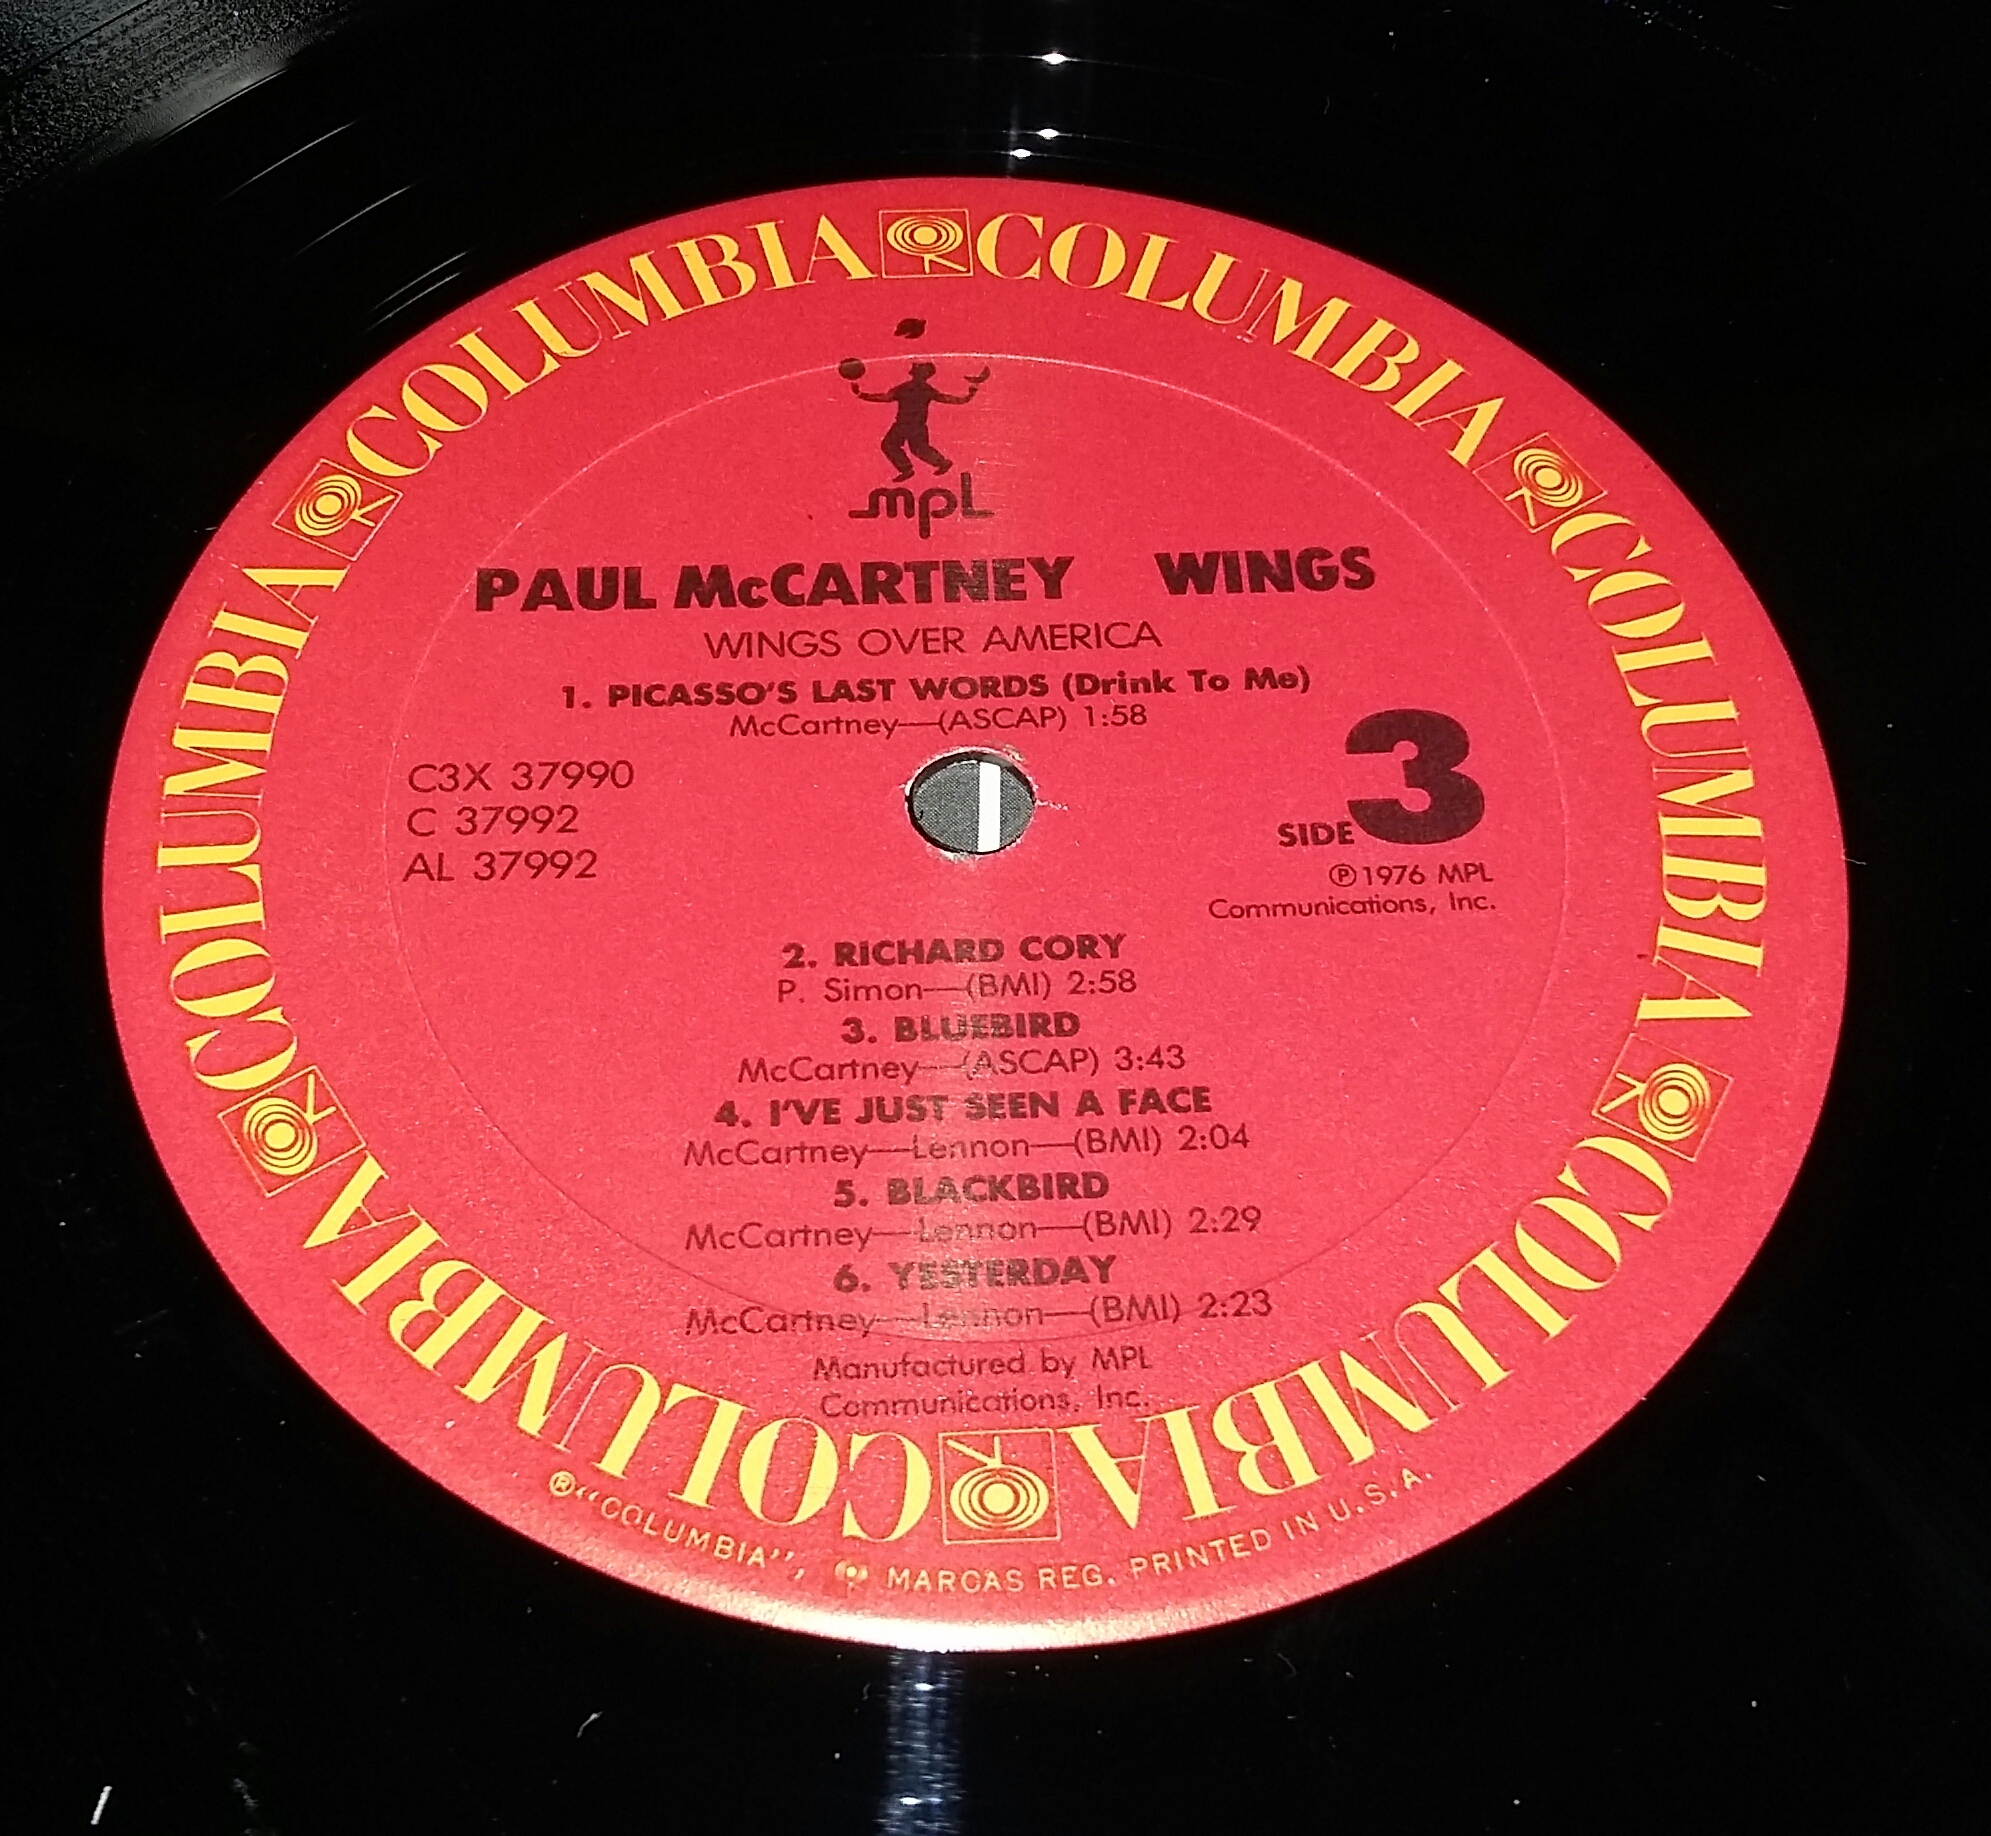 COLUMBIA COLUMBIA COLUMBIA COLUMBIA COLUMBIA COLUMBIA
mpl
PAUL McCARTNEY WINGS
WINGS OVER AMERICA
1. PICASSO'S LAST WORDS (Drink To Me)
McCartney—(ASCAP) 1:58
C3X 37990
C 37992
AL 37992
SIDE 3
℗1976 MPL
Communications, Inc.
2. RICHARD CORY
P. Simon—(BMI) 2:58
3. BLUEBIRD
McCartney—(ASCAP) 3:43
4. I'VE JUST SEEN A FACE
McCartney—Lennon—(BMI) 2:04
5. BLACKBIRD
McCartney—Lennon—(BMI) 2:29
6. YESTERDAY
McCartney—Lennon—(BMI) 2:23
Manufactured by MPL
Communications, Inc.
®"COLUMBIA", MARCAS REG. PRINTED IN U.S.A.